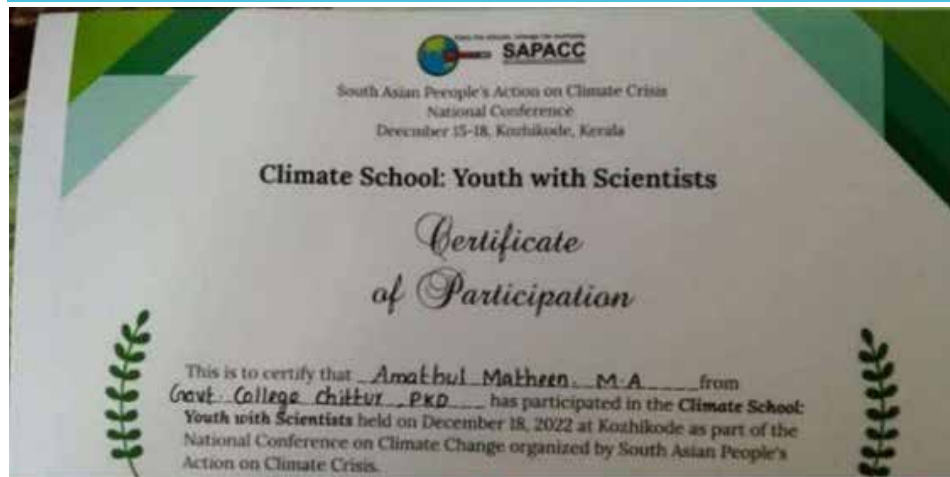 SAPACC
South Asian Peeople's Action on Climate Crisis
National Conference
December 15-18, Kozhikode, Kerala
Climate School: Youth with Scientists
Certificate
of Participation
This is to certify that Amathul Matheen. M.A from
Govt. College Chittur PKD has participated in the Climate School:
Youth with Scientists held on December 18, 2022 at Kozhikode as part of the
National Conference on Climate Change organized by South Asian People's
Action on Climate Crisis.